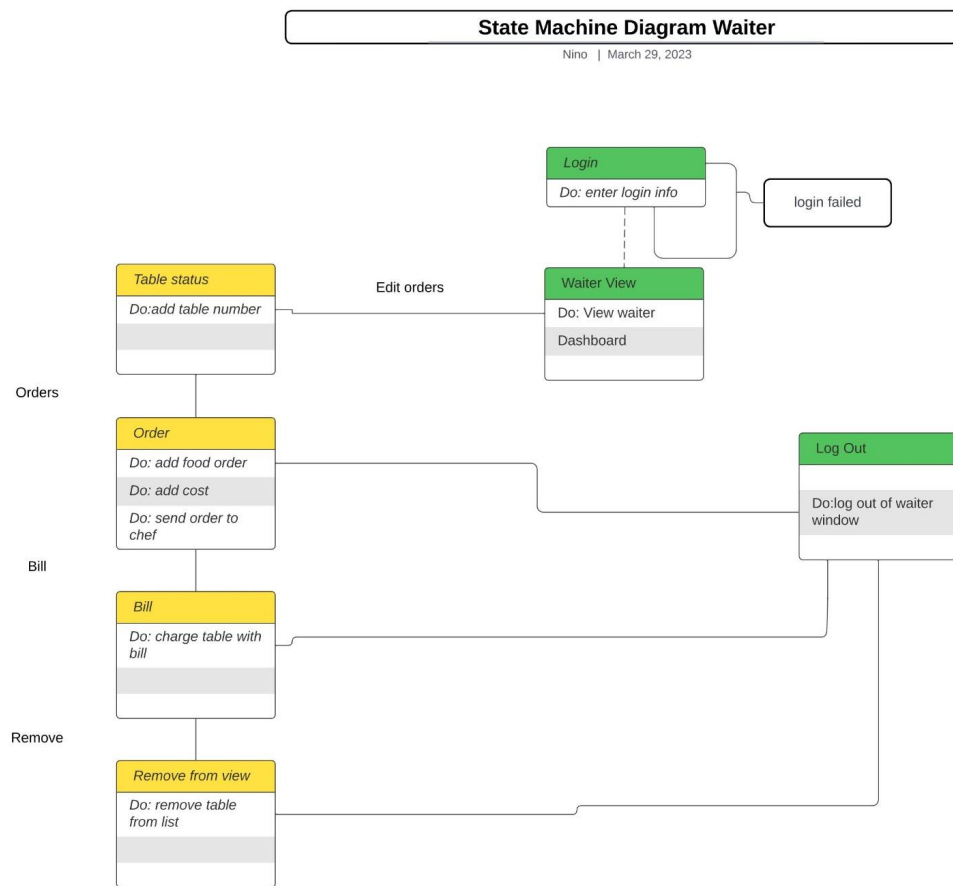 State Machine Diagram Waiter
Nino | March 29, 2023
Login
Do: enter login info
login failed
Table status
Do:add table number
Edit orders
Waiter View
Do: View waiter
Dashboard
Orders
Order
Do: add food order
Do: add cost
Do: send order to
chef
Log Out
Do:log out of waiter
window
Bill
Bill
Do: charge table with
bill
Remove
Remove from view
Do: remove table
from list